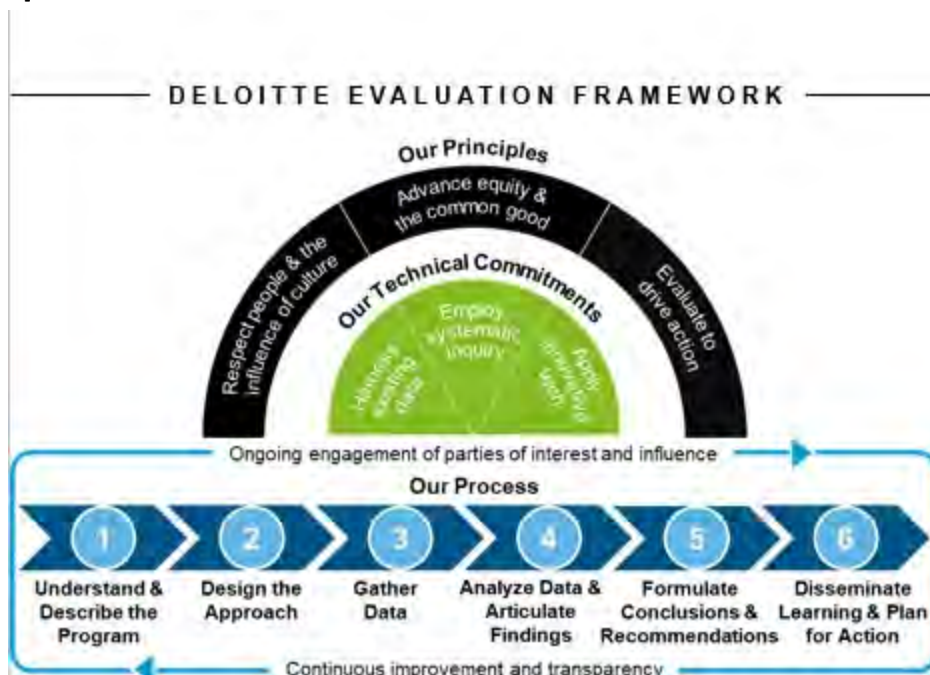 DELOITTE EVALUATION FRAMEWORK
Our Principles
Respect people & the
influence of culture
Advance equity &
the common good
Evaluate to
drive action
Our Technical Commitments
Harness
existing
data
Employ
systematic
inquiry
Apply
innovative
tech
Ongoing engagement of parties of interest and influence
Our Process
1
2
3
4
5
6
Understand &
Describe the
Program
Design the
Approach
Gather
Data
Analyze Data &
Articulate
Findings
Formulate
Conclusions &
Recommendations
Disseminate
Learning & Plan
for Action
Continuous improvement and transparency